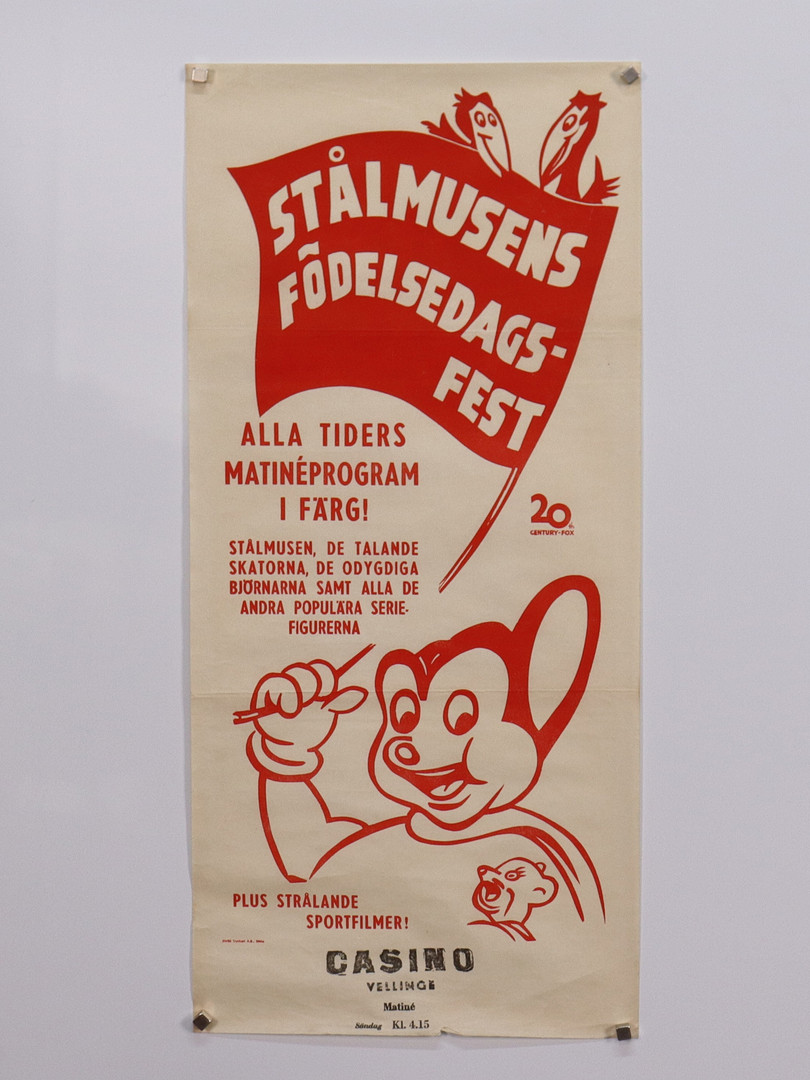 STÅLMUSENS
FÖDELSEDAGS-
FEST
ALLA TIDERS
MATINÉPROGRAM
I FÄRG!
20th
CENTURY-FOX
STÅLMUSEN, DE TALANDE
SKATORNA, DE ODYGDIGA
BJÖRNARNA SAMT ALLA DE
ANDRA POPULÄRA SERIE-
FIGURERNA
PLUS STRÅLANDE
SPORTFILMER!
CASINO
VELLINGE
Matiné
Söndag Kl. 4.15